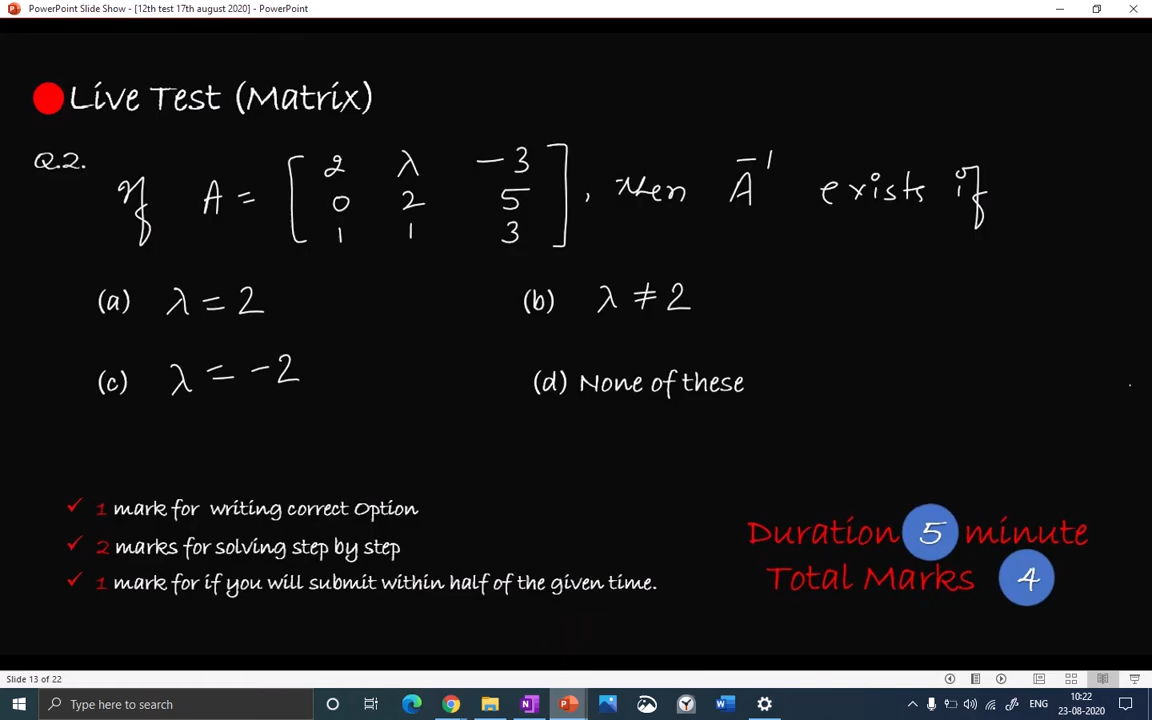 PowerPoint Slide Show - [12th test 17th august 2020] - PowerPoint
Live Test (Matrix)
Q.2.
If A = [ 2 λ -3
0 2 5
1 1 3 ], then A⁻¹ exists if
(a) λ = 2 (b) λ ≠ 2
(c) λ = -2 (d) None of these
✓ 1 mark for writing correct Option
✓ 2 marks for solving step by step
✓ 1 mark for if you will submit within half of the given time.
Duration 5 minute
Total Marks 4
Slide 13 of 22
Type here to search
ENG
10:22
23-08-2020